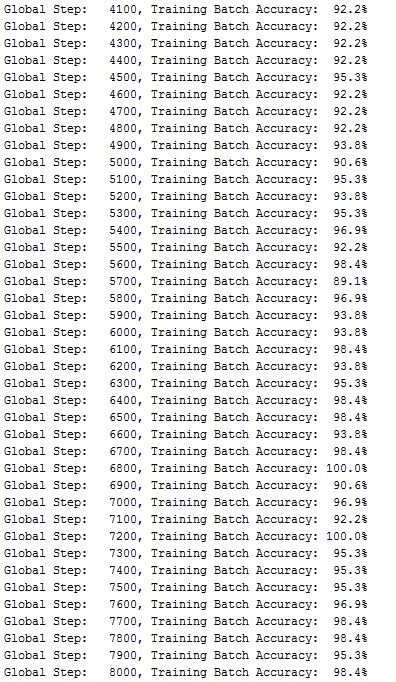 Global Step:   4100, Training Batch Accuracy:  92.2%
Global Step:   4200, Training Batch Accuracy:  92.2%
Global Step:   4300, Training Batch Accuracy:  92.2%
Global Step:   4400, Training Batch Accuracy:  92.2%
Global Step:   4500, Training Batch Accuracy:  95.3%
Global Step:   4600, Training Batch Accuracy:  92.2%
Global Step:   4700, Training Batch Accuracy:  92.2%
Global Step:   4800, Training Batch Accuracy:  92.2%
Global Step:   4900, Training Batch Accuracy:  93.8%
Global Step:   5000, Training Batch Accuracy:  90.6%
Global Step:   5100, Training Batch Accuracy:  95.3%
Global Step:   5200, Training Batch Accuracy:  93.8%
Global Step:   5300, Training Batch Accuracy:  95.3%
Global Step:   5400, Training Batch Accuracy:  96.9%
Global Step:   5500, Training Batch Accuracy:  92.2%
Global Step:   5600, Training Batch Accuracy:  98.4%
Global Step:   5700, Training Batch Accuracy:  89.1%
Global Step:   5800, Training Batch Accuracy:  96.9%
Global Step:   5900, Training Batch Accuracy:  93.8%
Global Step:   6000, Training Batch Accuracy:  93.8%
Global Step:   6100, Training Batch Accuracy:  98.4%
Global Step:   6200, Training Batch Accuracy:  93.8%
Global Step:   6300, Training Batch Accuracy:  95.3%
Global Step:   6400, Training Batch Accuracy:  98.4%
Global Step:   6500, Training Batch Accuracy:  98.4%
Global Step:   6600, Training Batch Accuracy:  93.8%
Global Step:   6700, Training Batch Accuracy:  98.4%
Global Step:   6800, Training Batch Accuracy: 100.0%
Global Step:   6900, Training Batch Accuracy:  90.6%
Global Step:   7000, Training Batch Accuracy:  96.9%
Global Step:   7100, Training Batch Accuracy:  92.2%
Global Step:   7200, Training Batch Accuracy: 100.0%
Global Step:   7300, Training Batch Accuracy:  95.3%
Global Step:   7400, Training Batch Accuracy:  95.3%
Global Step:   7500, Training Batch Accuracy:  95.3%
Global Step:   7600, Training Batch Accuracy:  96.9%
Global Step:   7700, Training Batch Accuracy:  98.4%
Global Step:   7800, Training Batch Accuracy:  98.4%
Global Step:   7900, Training Batch Accuracy:  95.3%
Global Step:   8000, Training Batch Accuracy:  98.4%